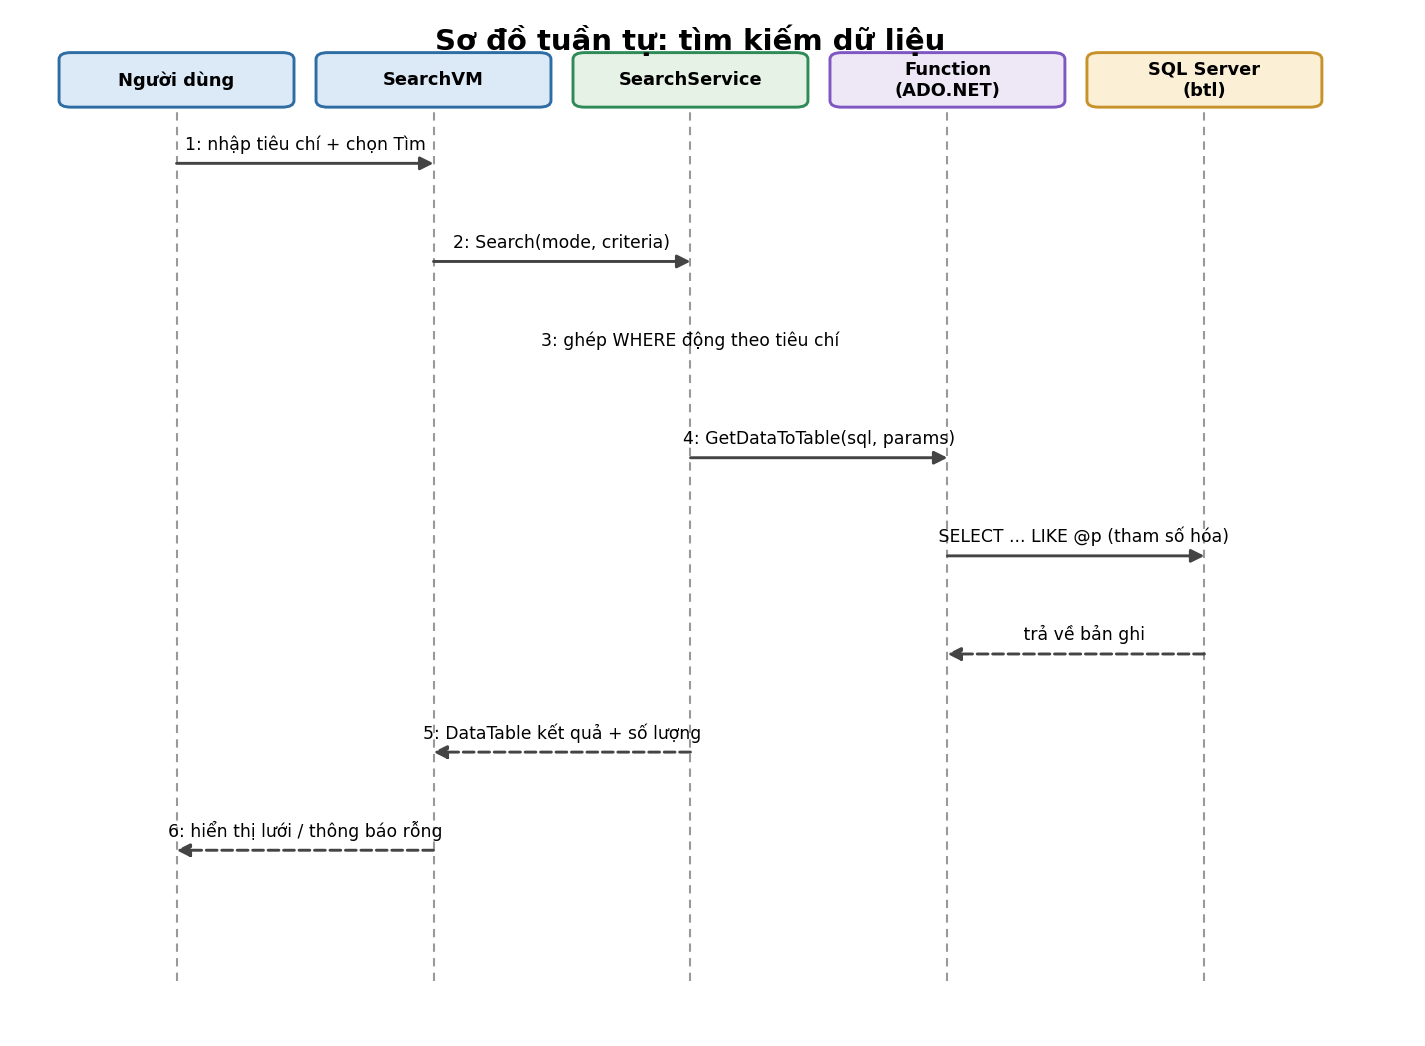 Sơ đồ tuần tự: tìm kiếm dữ liệu
Người dùng
SearchVM
SearchService
Function
(ADO.NET)
SQL Server
(btl)
1: nhập tiêu chí + chọn Tìm
2: Search(mode, criteria)
3: ghép WHERE động theo tiêu chí
4: GetDataToTable(sql, params)
SELECT ... LIKE @p (tham số hóa)
trả về bản ghi
5: DataTable kết quả + số lượng
6: hiển thị lưới / thông báo rỗng